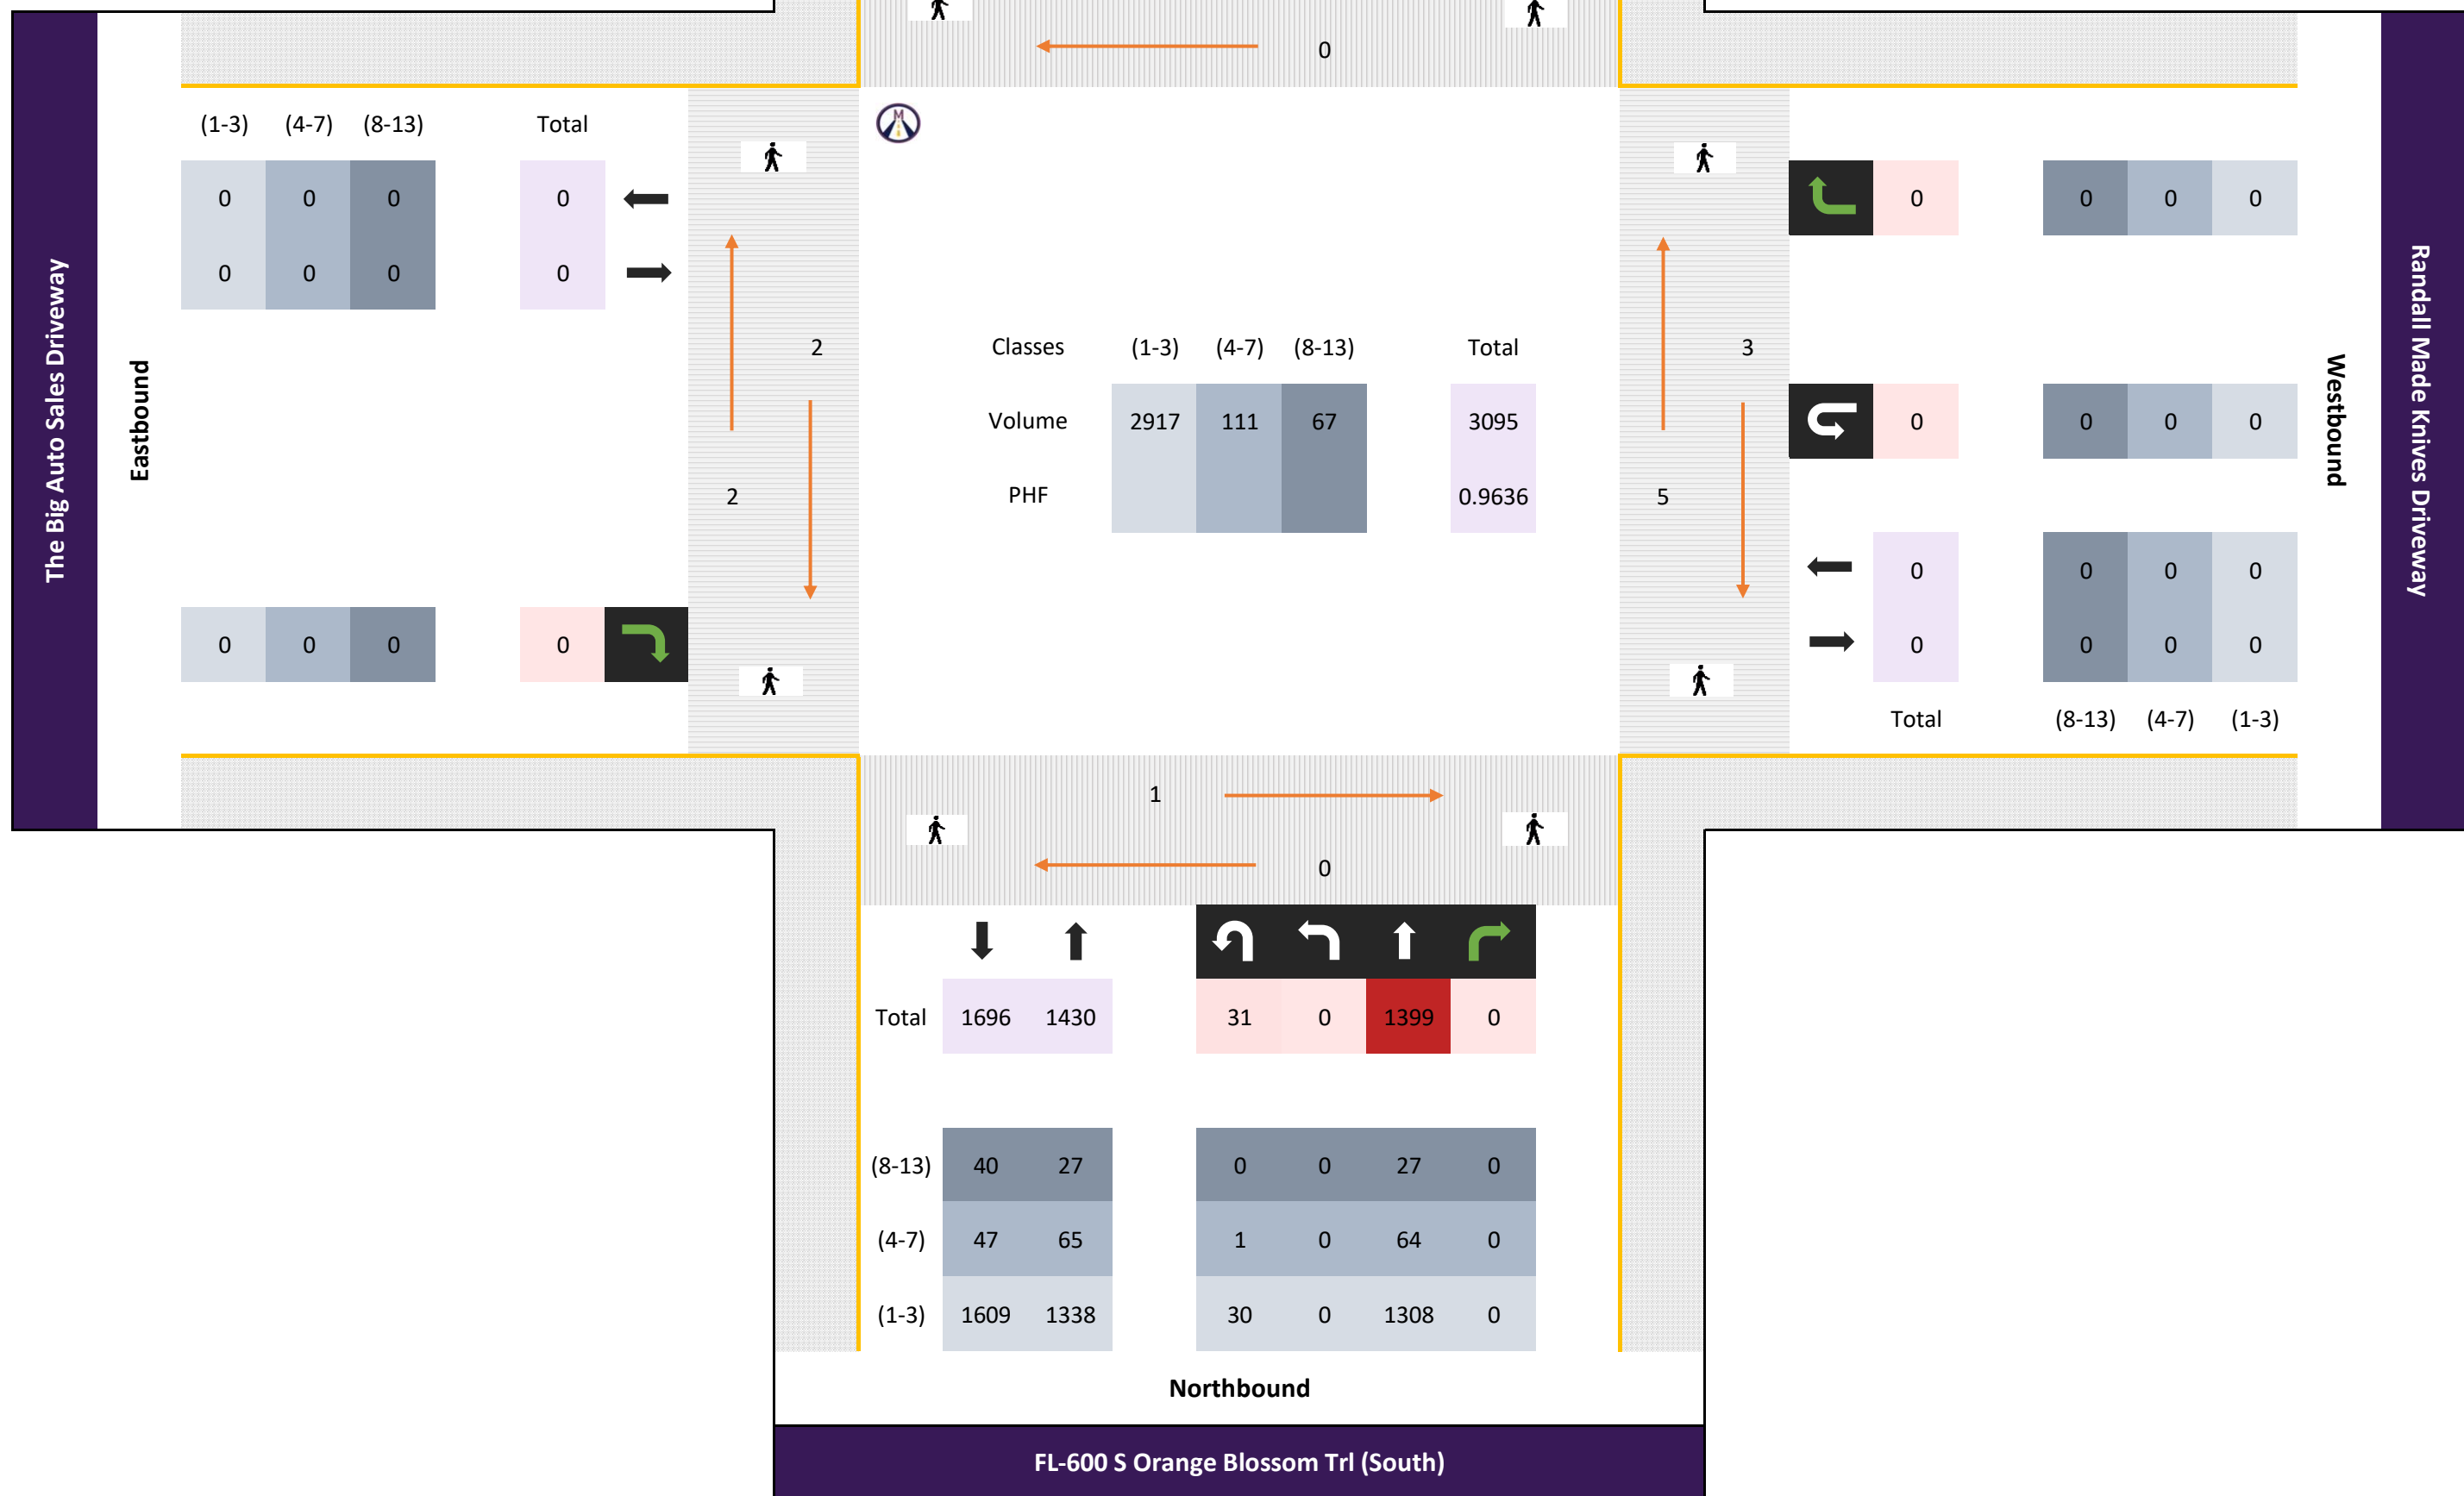 0
(1-3) (4-7) (8-13) Total
0 0 0 0
0 0 0 0
The Big Auto Sales Driveway
Eastbound
0 0 0 0
2
2
M
Classes (1-3) (4-7) (8-13) Total
Volume 2917 111 67 3095
PHF 0.9636
3
5
0 0 0 0
0 0 0 0
0 0 0 0
0 0 0 0
Total (8-13) (4-7) (1-3)
Westbound
Randall Made Knives Driveway
1
0
Total 1696 1430 31 0 1399 0
(8-13) 40 27 0 0 27 0
(4-7) 47 65 1 0 64 0
(1-3) 1609 1338 30 0 1308 0
Northbound
FL-600 S Orange Blossom Trl (South)